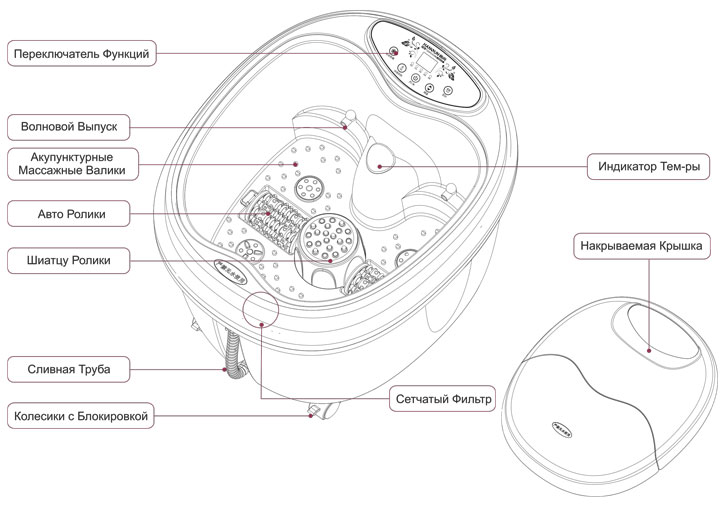 Переключатель Функций
Волновой Выпуск
Акупунктурные
Массажные Валики
Индикатор Тем-ры
Авто Ролики
Накрываемая Крышка
Шиатцу Ролики
Сливная Труба
Сетчатый Фильтр
Колесики с Блокировкой